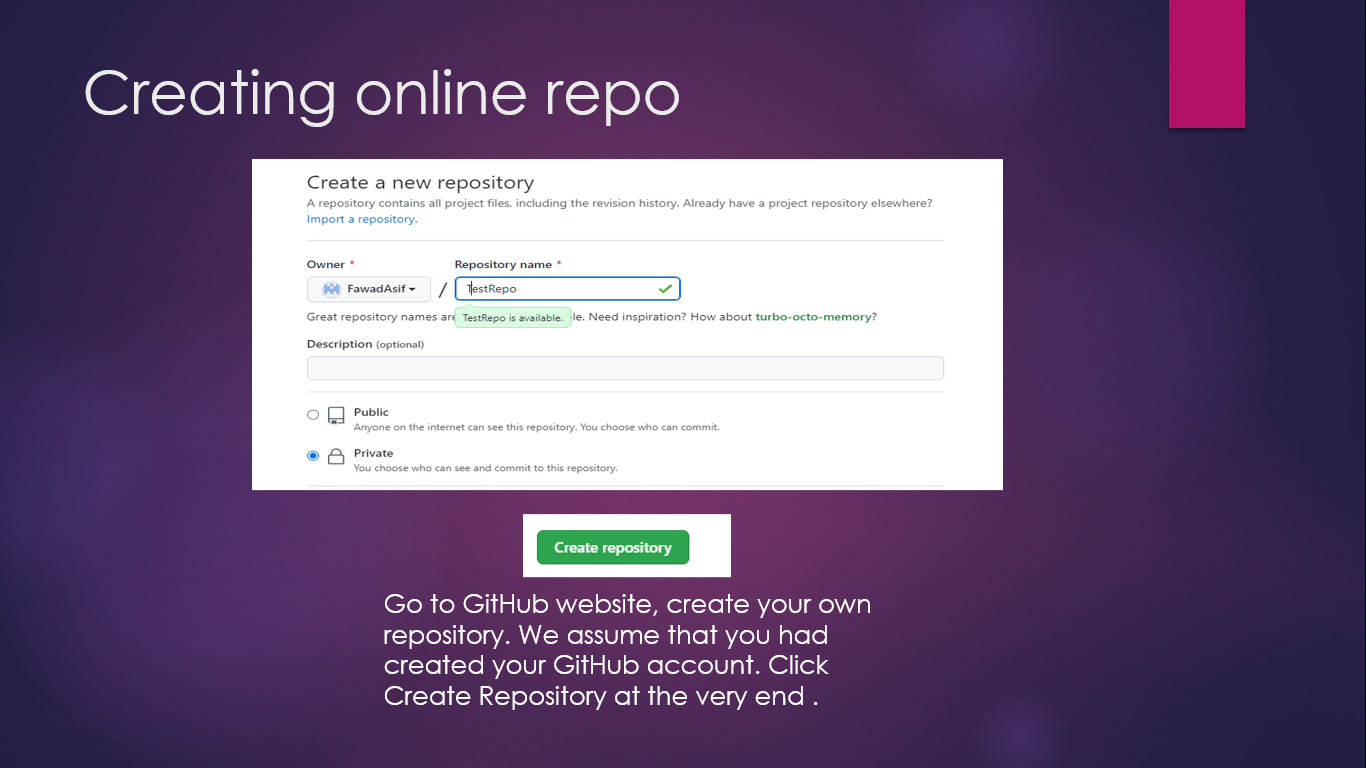 Creating online repo
Create a new repository
A repository contains all project files, including the revision history. Already have a project repository elsewhere?
Import a repository.
Owner * Repository name *
FawadAsif / TestRepo
TestRepo is available.
Great repository names are le. Need inspiration? How about turbo-octo-memory?
Description (optional)
Public
Anyone on the internet can see this repository. You choose who can commit.
Private
You choose who can see and commit to this repository.
Create repository
Go to GitHub website, create your own
repository. We assume that you had
created your GitHub account. Click
Create Repository at the very end .